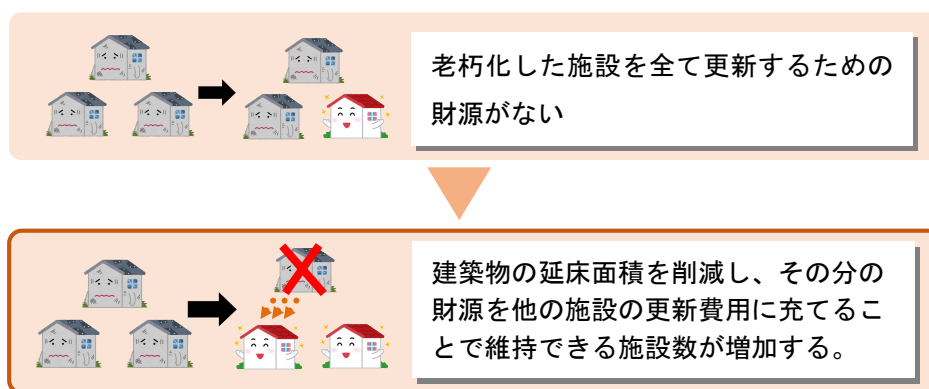 老朽化した施設を全て更新するための
財源がない
建築物の延床面積を削減し、その分の
財源を他の施設の更新費用に充てるこ
とで維持できる施設数が増加する。